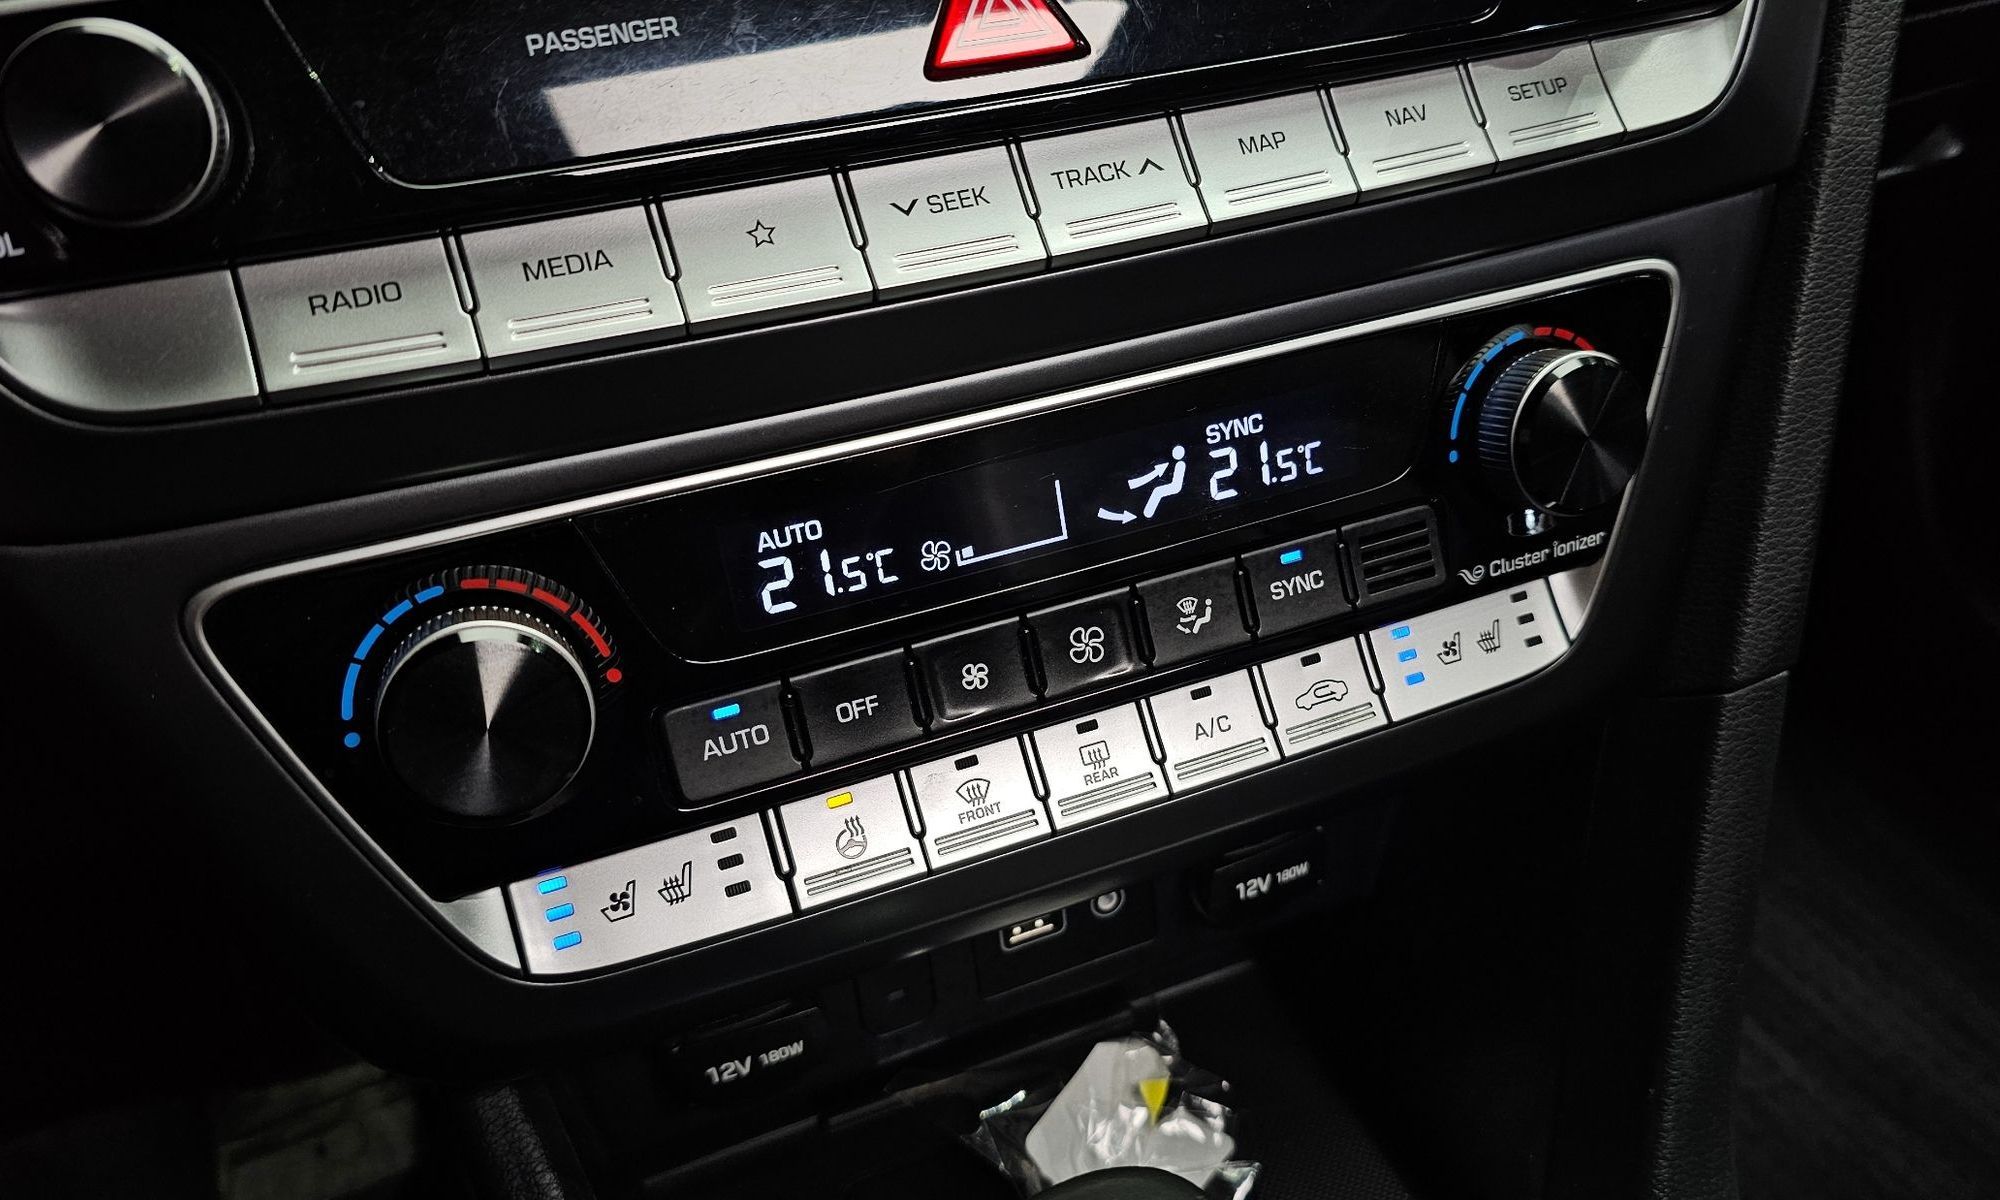 PASSENGER
RADIO
MEDIA
SEEK
TRACK
MAP
NAV
SETUP
AUTO
21.5℃
SYNC
21.5℃
Cluster ionizer
AUTO
OFF
SYNC
FRONT
REAR
A/C
12V 180W
12V 180W